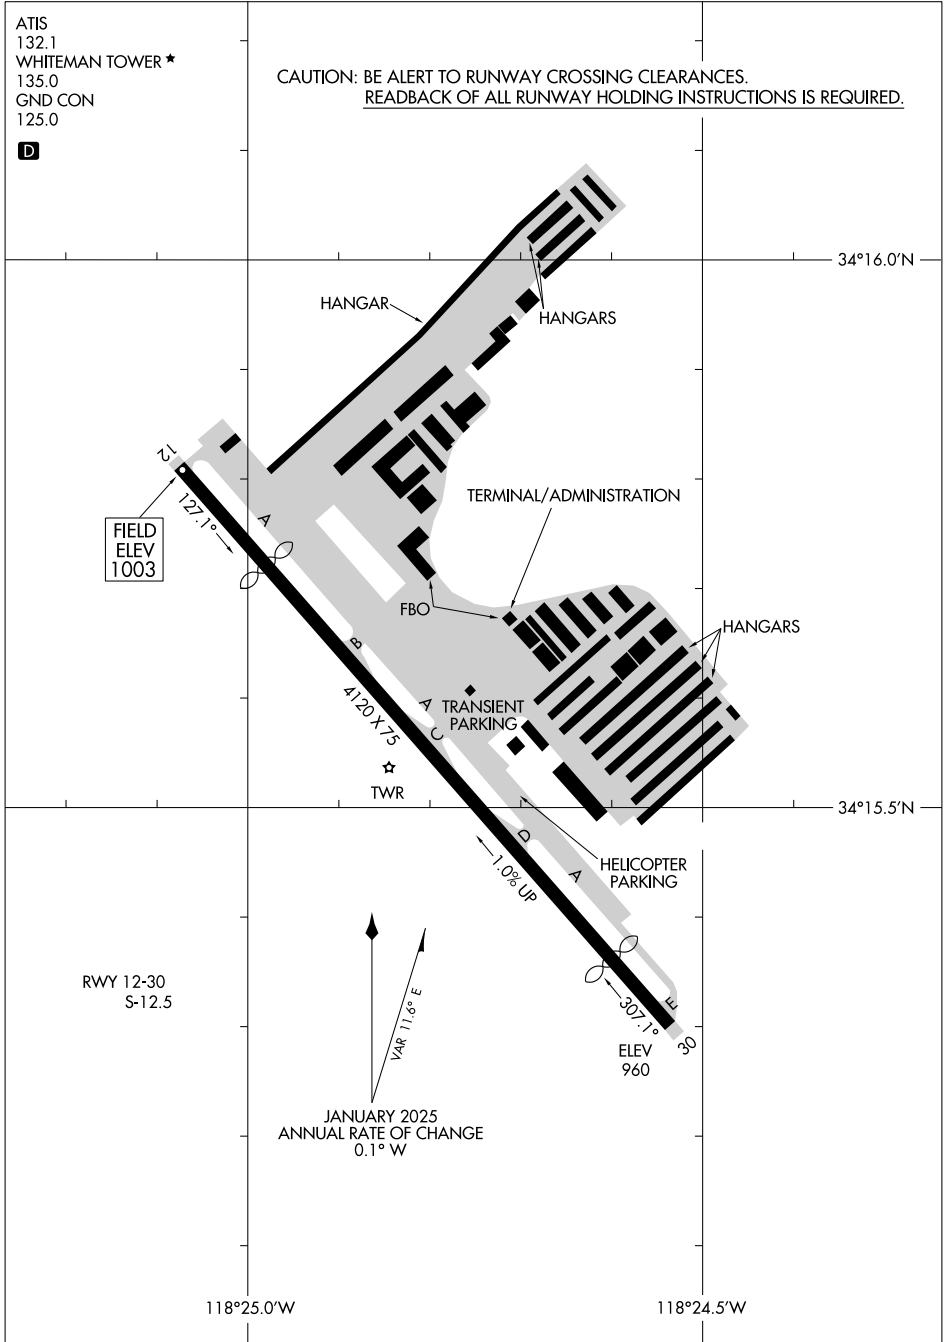 ATIS
132.1
WHITEMAN TOWER ★
135.0
GND CON
125.0
D
CAUTION: BE ALERT TO RUNWAY CROSSING CLEARANCES.
READBACK OF ALL RUNWAY HOLDING INSTRUCTIONS IS REQUIRED.
34°16.0'N
HANGAR
HANGARS
12
127.1°
A
TERMINAL/ADMINISTRATION
FIELD
ELEV
1003
FBO
HANGARS
B
4120 X 75
A
C
TRANSIENT
PARKING
TWR
34°15.5'N
D
1.0% UP
A
HELICOPTER
PARKING
RWY 12-30
S-12.5
VAR 11.6° E
307.1°
E
30
ELEV
960
JANUARY 2025
ANNUAL RATE OF CHANGE
0.1° W
118°25.0'W
118°24.5'W